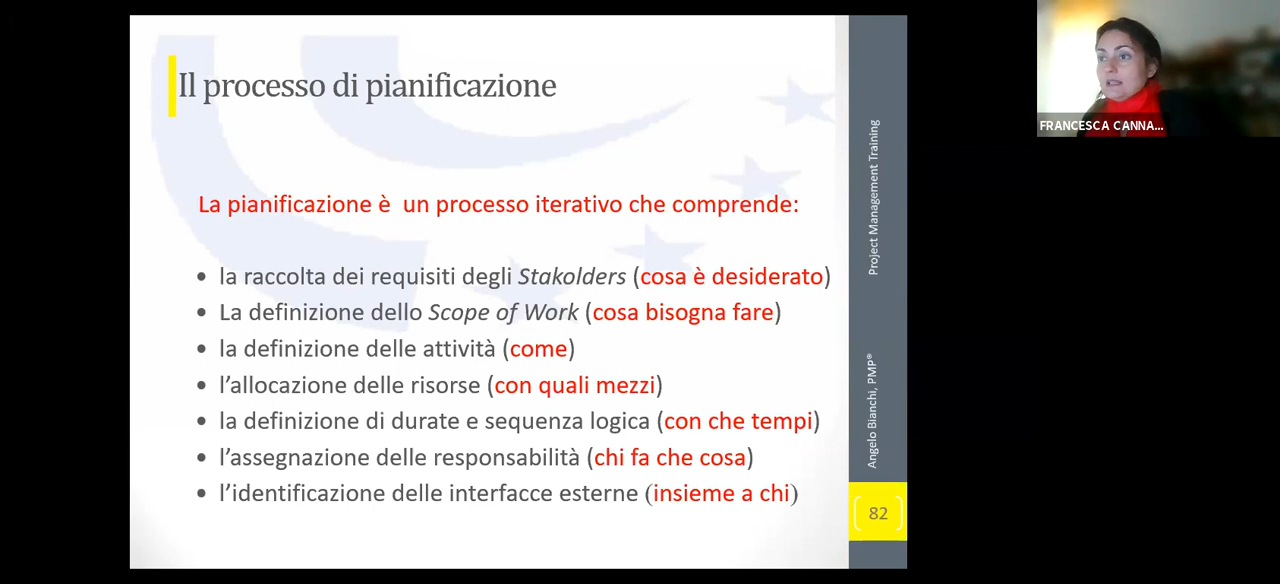 Il processo di pianificazione
La pianificazione è un processo iterativo che comprende:
• la raccolta dei requisiti degli Stakolders (cosa è desiderato)
• La definizione dello Scope of Work (cosa bisogna fare)
• la definizione delle attività (come)
• l’allocazione delle risorse (con quali mezzi)
• la definizione di durate e sequenza logica (con che tempi)
• l’assegnazione delle responsabilità (chi fa che cosa)
• l’identificazione delle interfacce esterne (insieme a chi)
Project Management Training
Angelo Bianchi, PMP®
82
FRANCESCA CANNA...